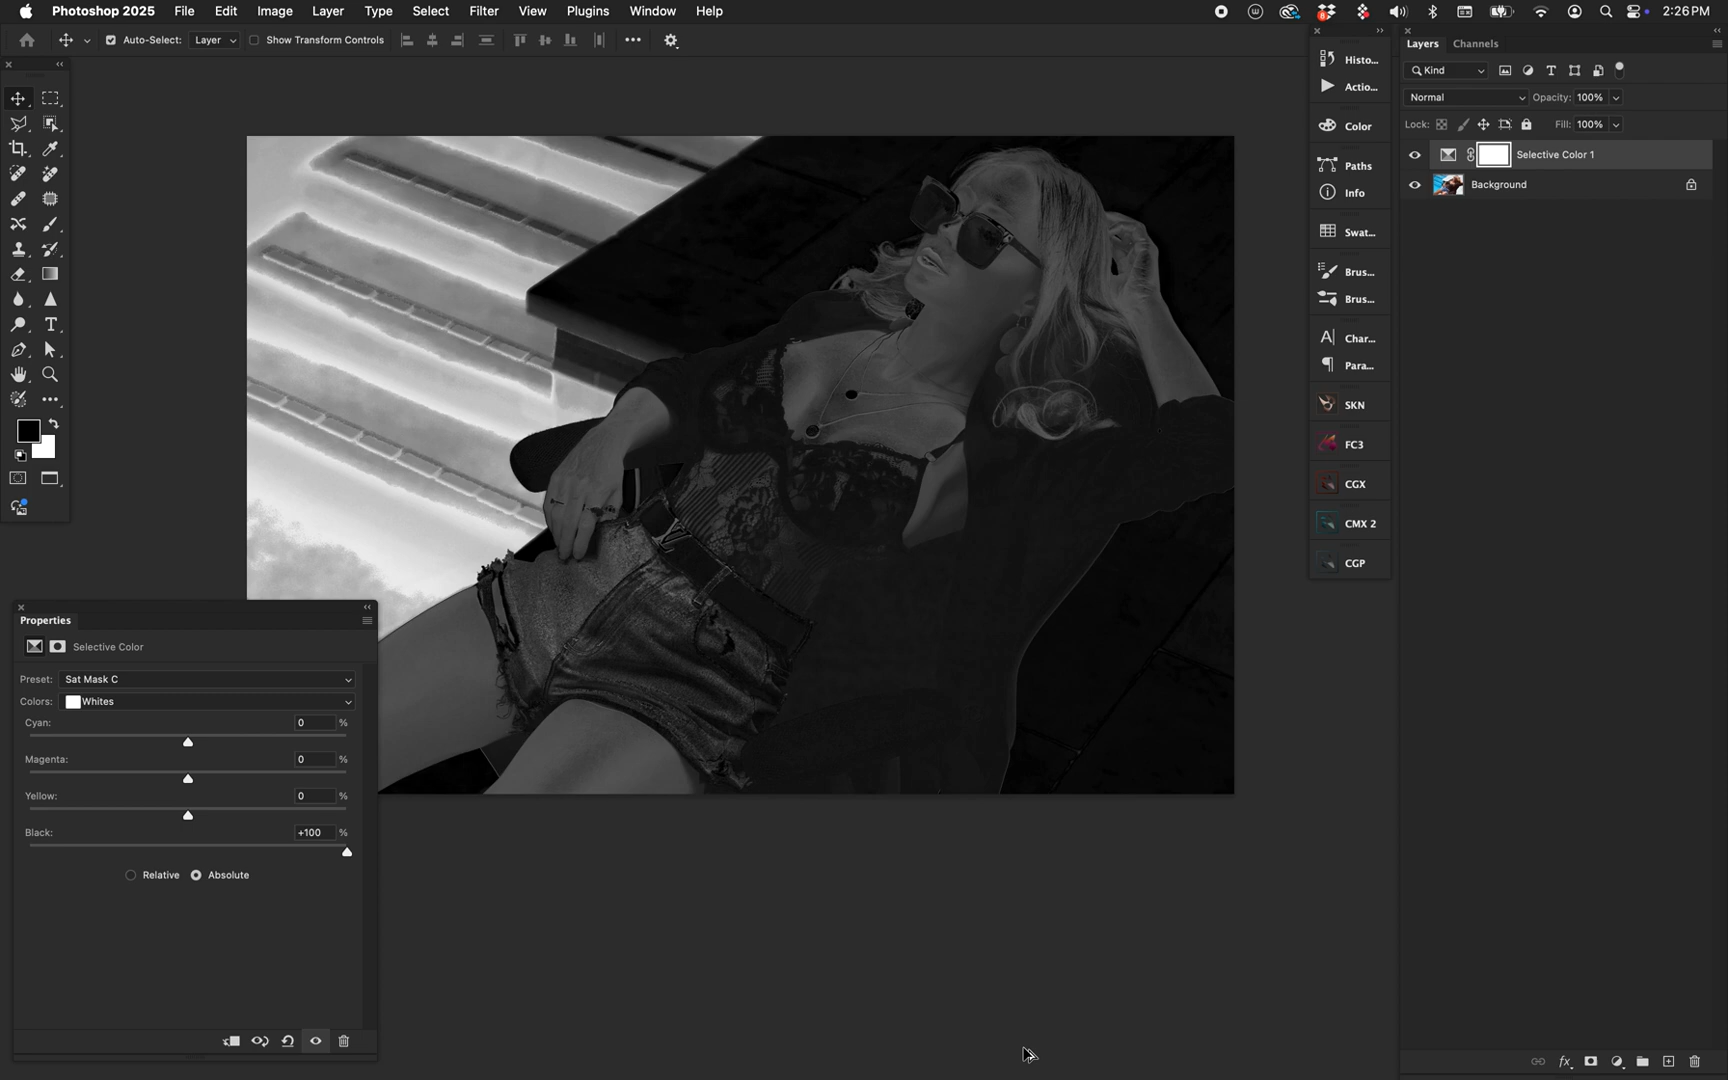 Photoshop 2025 File Edit Image Layer Type Select Filter View Plugins Window Help 2:26 PM
Auto-Select: Layer Show Transform Controls •••
Properties
Selective Color
Preset: Sat Mask C
Colors: Whites
Cyan: 0 %
Magenta: 0 %
Yellow: 0 %
Black: +100 %
Relative Absolute
Histo...
Actio...
Color
Paths
Info
Swat...
Brus...
Brus...
Char...
Para...
SKN
FC3
CGX
CMX 2
CGP
Layers Channels
Kind
Normal Opacity: 100%
Lock: Fill: 100%
Selective Color 1
Background
fx